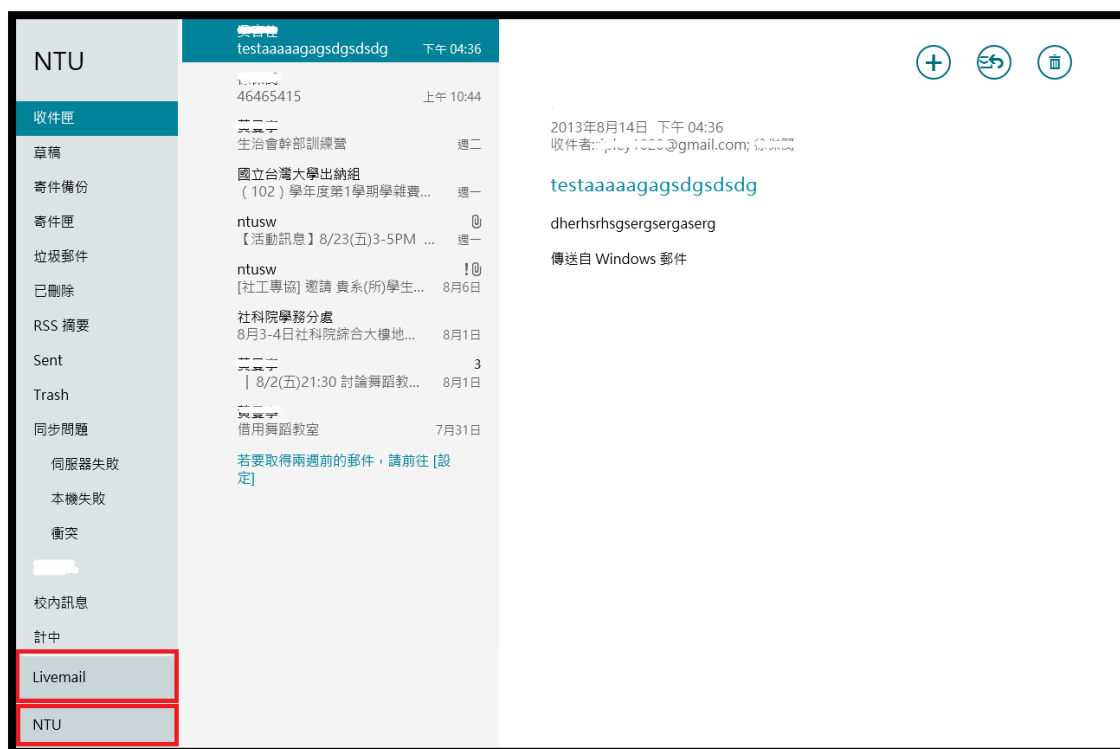 NTU
收件匣
草稿
寄件備份
寄件匣
垃圾郵件
已刪除
RSS 摘要
Sent
Trash
同步問題
伺服器失敗
本機失敗
衝突
校內訊息
計中
Livemail
NTU
testaaaaagagsdgsdsdg 下午 04:36
46465415 上午 10:44
生治會幹部訓練營 週二
國立台灣大學出納組
（102）學年度第1學期學雜費... 週一
ntusw
【活動訊息】8/23(五)3-5PM ... 週一
ntusw !
[社工專協] 邀請 貴系(所)學生... 8月6日
社科院學務分處
8月3-4日社科院綜合大樓地... 8月1日
3
| 8/2(五)21:30 討論舞蹈教... 8月1日
借用舞蹈教室 7月31日
若要取得兩週前的郵件，請前往 [設
定]
2013年8月14日 下午 04:36
收件者: @gmail.com;
testaaaaagagsdgsdsdg
dherhsrhsgsergsergaserg
傳送自 Windows 郵件